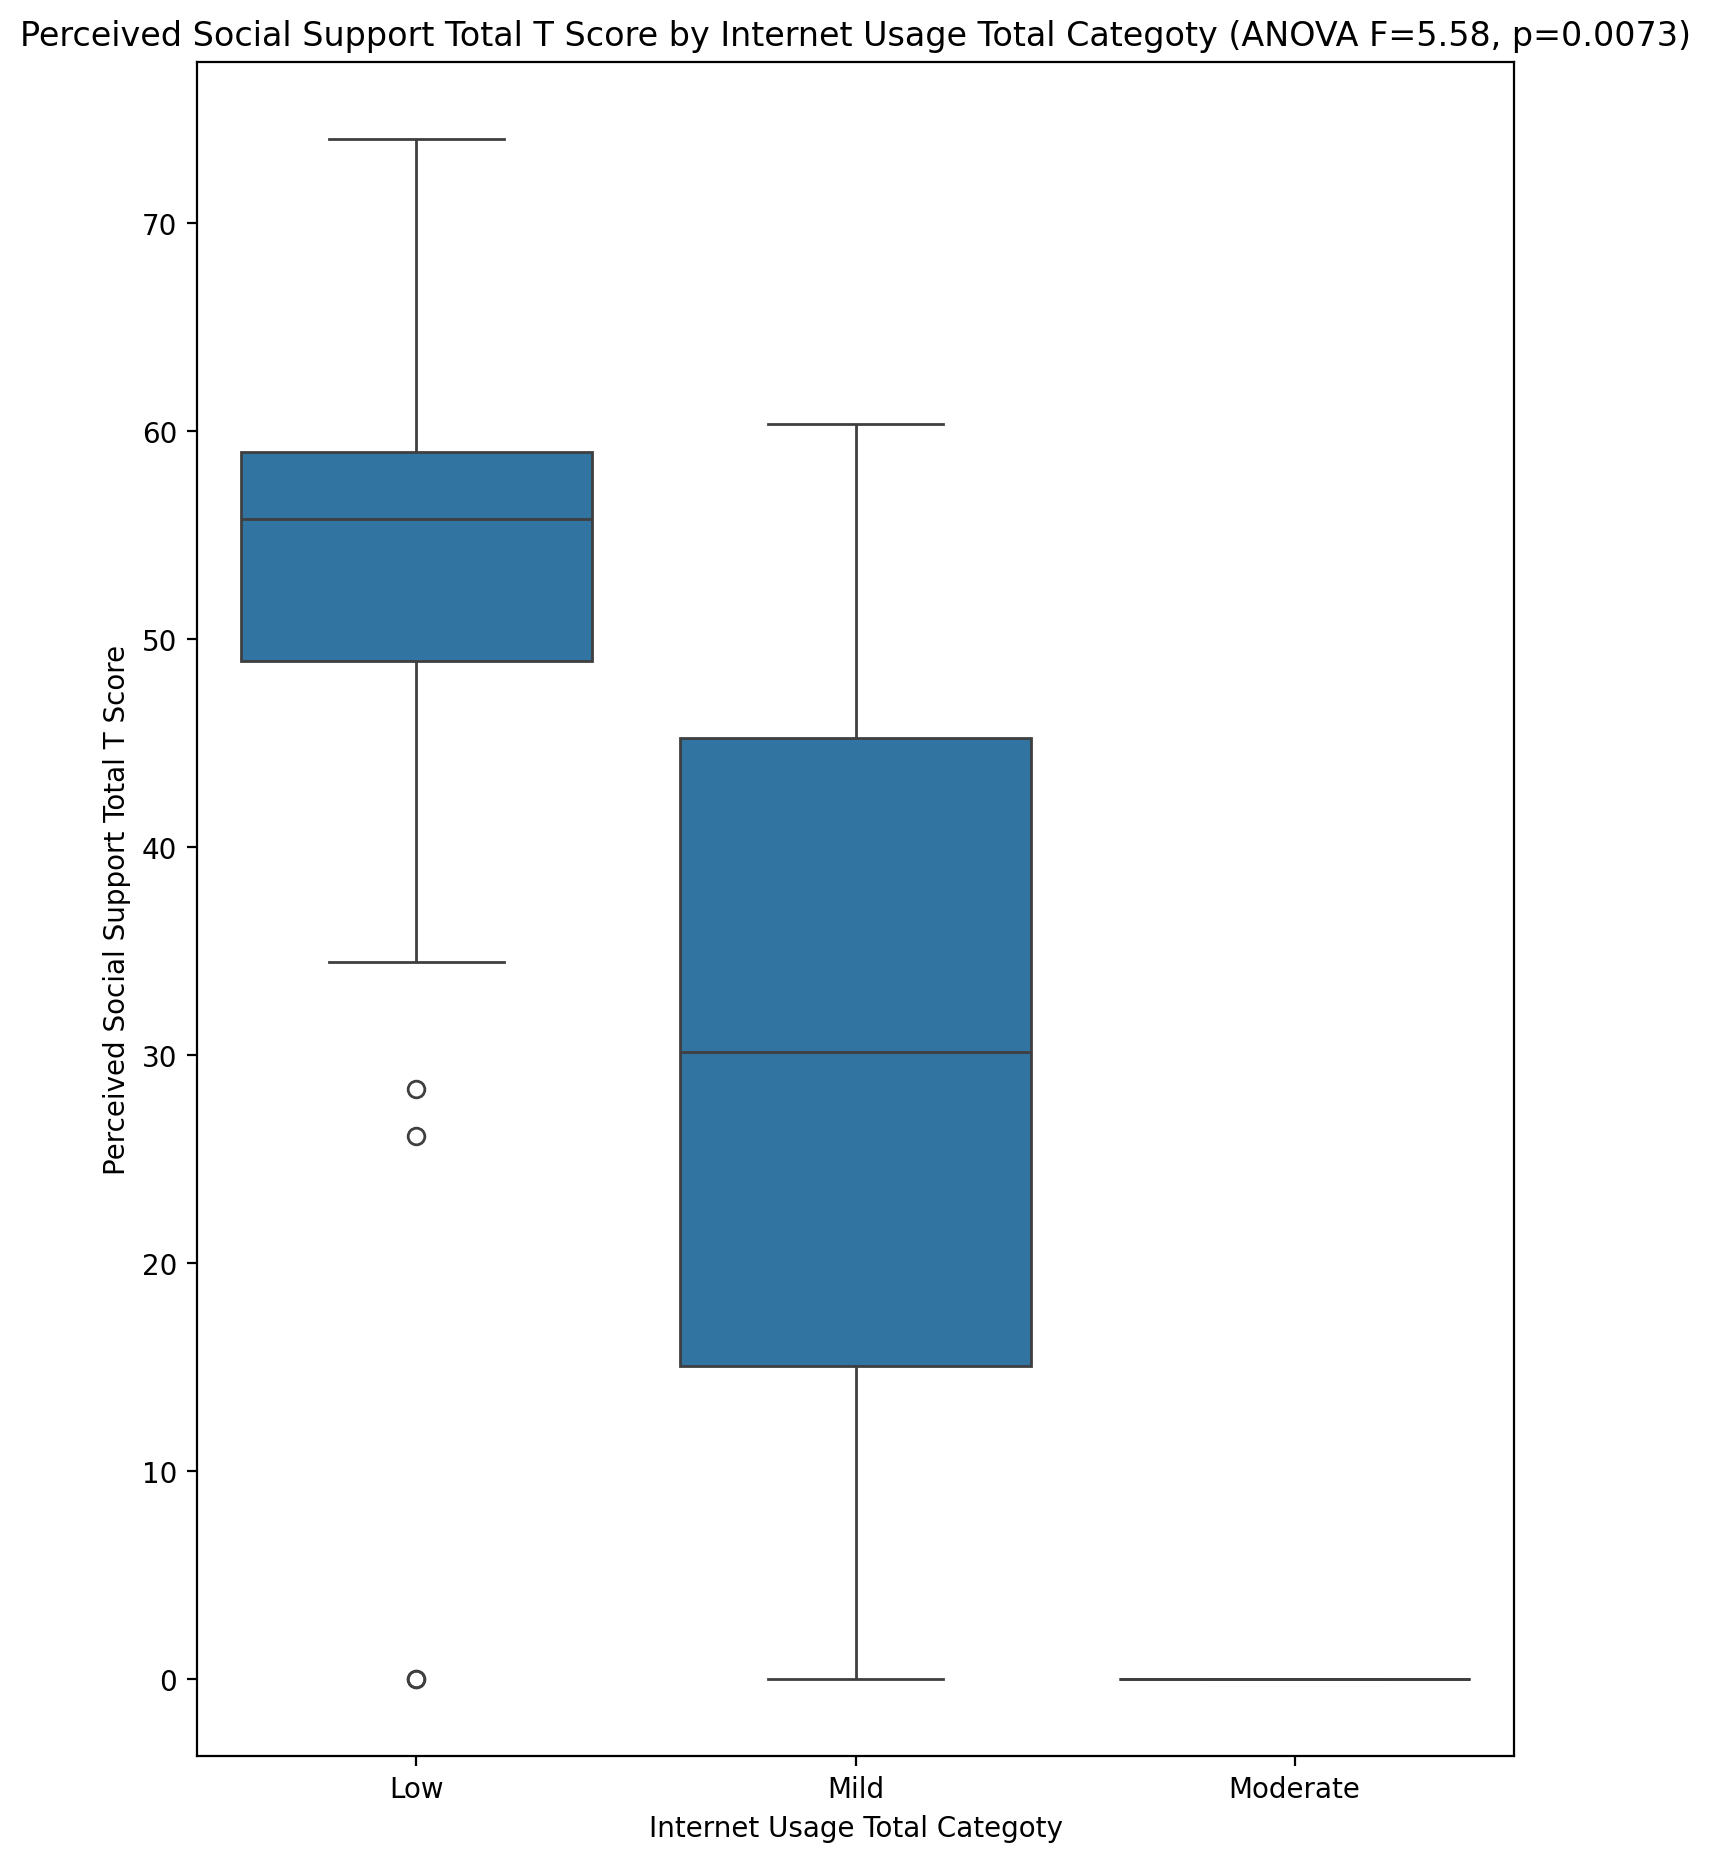 Perceived Social Support Total T Score by Internet Usage Total Categoty (ANOVA F=5.58, p=0.0073)
Perceived Social Support Total T Score
70
60
50
40
30
20
10
0
Low
Mild
Moderate
Internet Usage Total Categoty